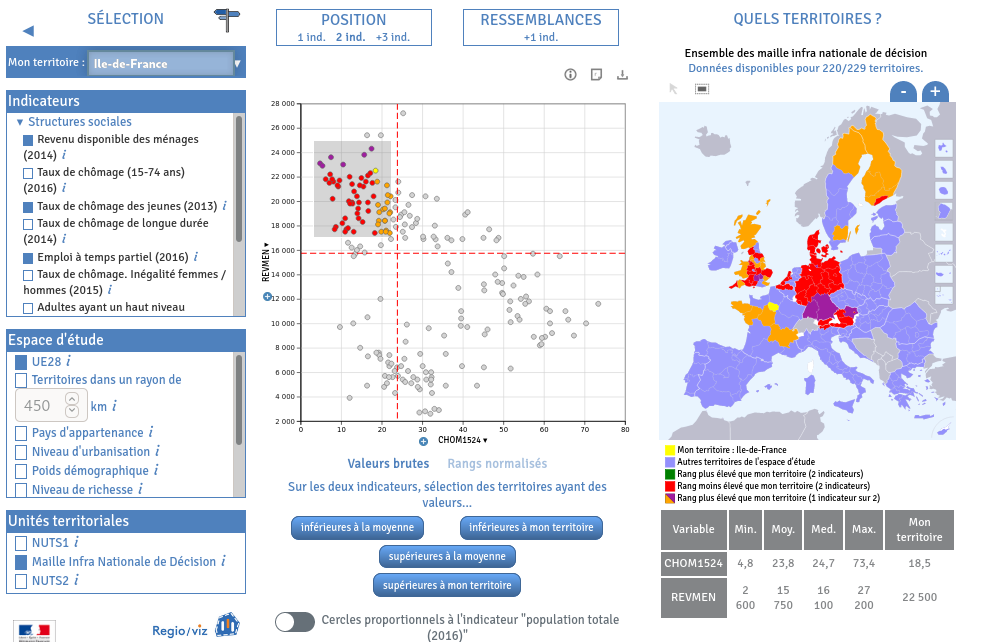 SÉLECTION
Mon territoire :
Ile-de-France
Indicateurs
Structures sociales
Revenu disponible des ménages
(2014) i
Taux de chômage (15-74 ans)
(2016) i
Taux de chômage des jeunes (2013) i
Taux de chômage de longue durée
(2014) i
Emploi à temps partiel (2016) i
Taux de chômage. Inégalité femmes /
hommes (2015) i
Adultes ayant un haut niveau
Espace d'étude
UE28 i
Territoires dans un rayon de
450 km i
Pays d'appartenance i
Niveau d'urbanisation i
Poids démographique i
Niveau de richesse i
Unités territoriales
NUTS1 i
Maille Infra Nationale de Décision i
NUTS2 i
Regio/viz
POSITION
1 ind. 2 ind. +3 ind.
RESSEMBLANCES
+1 ind.
28 000
26 000
24 000
22 000
20 000
18 000
16 000
14 000
12 000
10 000
8 000
6 000
4 000
2 000
REVMEN ▾
0 10 20 30 40 50 60 70 80
CHOM1524 ▾
Valeurs brutes Rangs normalisés
Sur les deux indicateurs, sélection des territoires ayant des
valeurs...
inférieures à la moyenne
inférieures à mon territoire
supérieures à la moyenne
supérieures à mon territoire
Cercles proportionnels à l'indicateur "population totale
(2016)"
QUELS TERRITOIRES ?
Ensemble des maille infra nationale de décision
Données disponibles pour 220/229 territoires.
- +
Mon territoire : Ile-de-France
Autres territoires de l'espace d'étude
Rang plus élevé que mon territoire (2 indicateurs)
Rang moins élevé que mon territoire (2 indicateurs)
Rang plus élevé que mon territoire (1 indicateur sur 2)
Variable Min. Moy. Med. Max. Mon territoire
CHOM1524 4,8 23,8 24,7 73,4 18,5
REVMEN 2 600 15 750 16 100 27 200 22 500